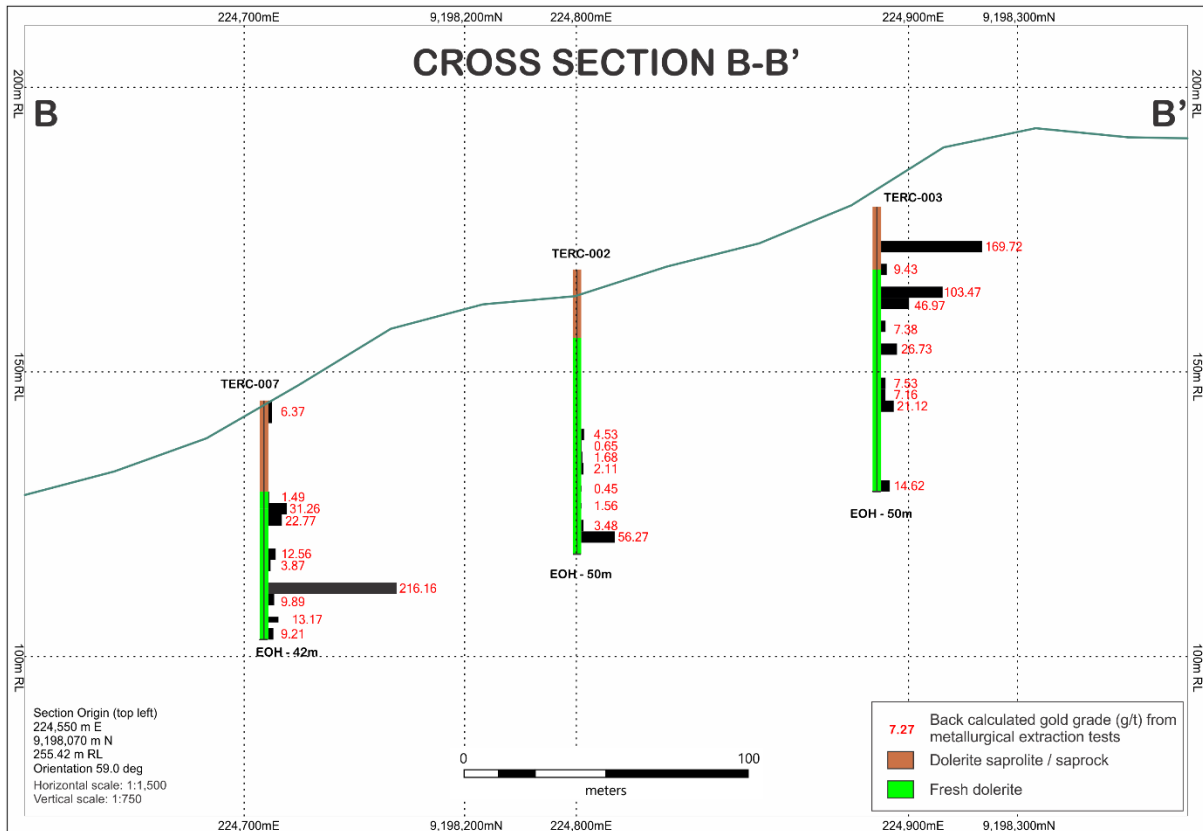 224,700mE
9,198,200mN
224,800mE
224,900mE
9,198,300mN
CROSS SECTION B-B’
200m RL
200m RL
B
B’
TERC-003
169.72
9.43
103.47
46.97
7.38
26.73
7.53
7.16
21.12
14.62
EOH - 50m
TERC-002
4.53
0.65
1.68
2.11
0.45
1.56
3.48
56.27
EOH - 50m
150m RL
150m RL
TERC-007
6.37
1.49
31.26
22.77
12.56
3.87
216.16
9.89
13.17
9.21
EOH - 42m
100m RL
100m RL
Section Origin (top left)
224,550 m E
9,198,070 m N
255.42 m RL
Orientation 59.0 deg
Horizontal scale: 1:1,500
Vertical scale: 1:750
0
100
meters
7.27
Back calculated gold grade (g/t) from
metallurgical extraction tests
Dolerite saprolite / saprock
Fresh dolerite
224,700mE
9,198,200mN
224,800mE
224,900mE
9,198,300mN